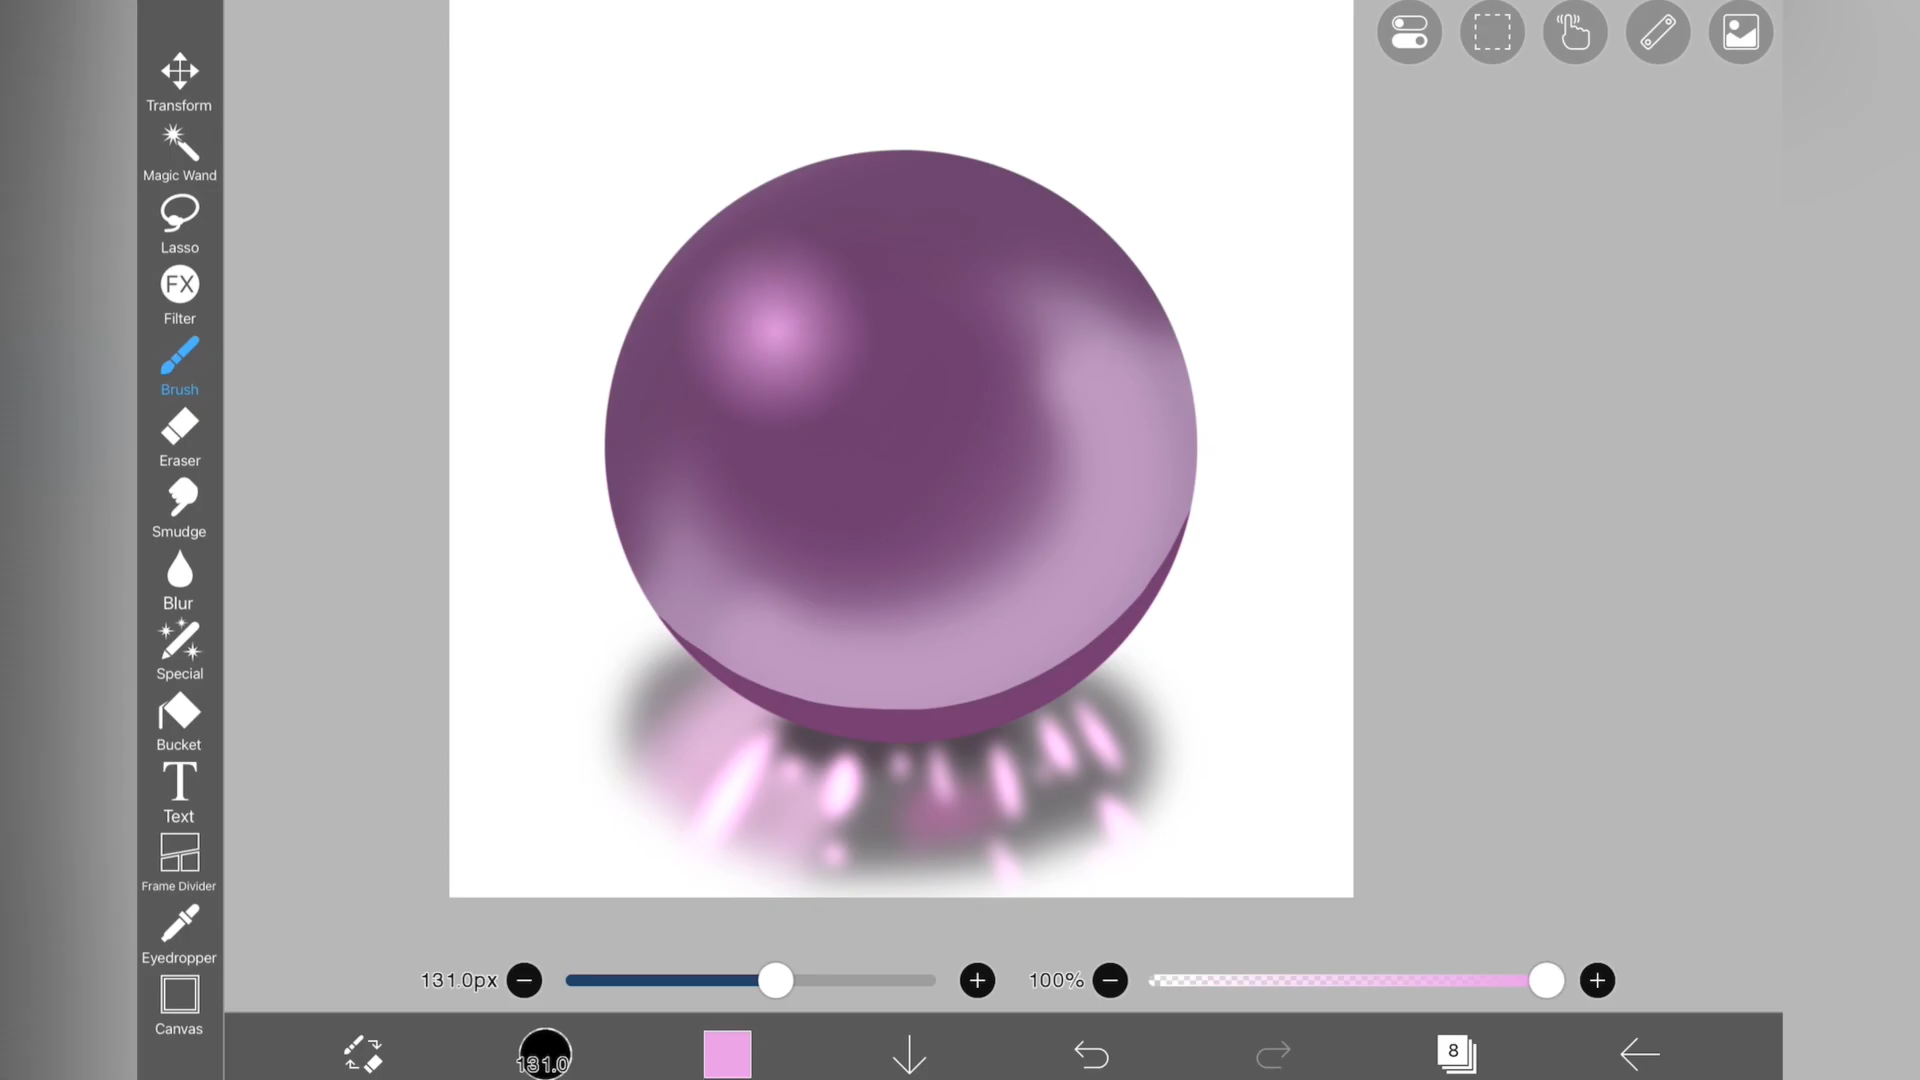 Transform
Magic Wand
Lasso
FX
Filter
Brush
Eraser
Smudge
Blur
Special
Bucket
T
Text
Frame Divider
Eyedropper
Canvas
131.0px
100%
131.0
8